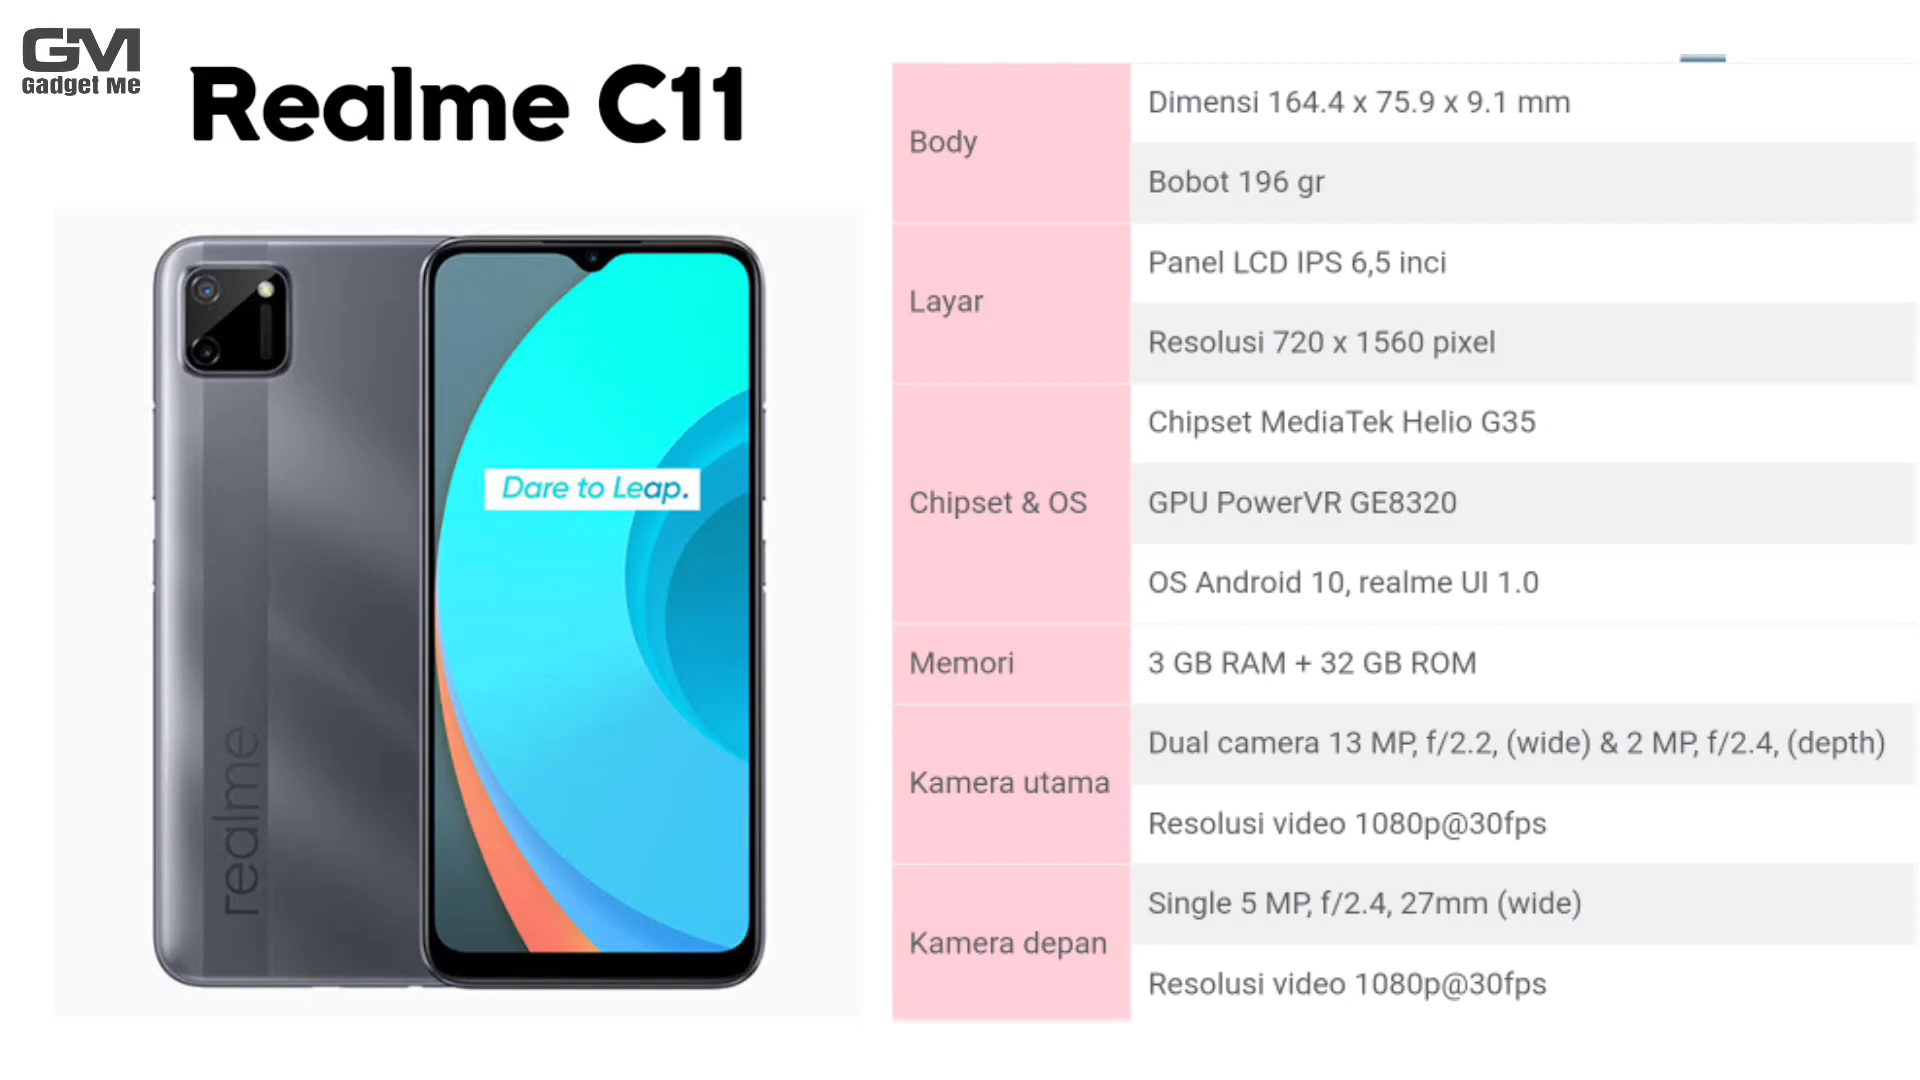 GM
Gadget Me
Realme C11
Dare to Leap.
realme
Body
Dimensi 164.4 x 75.9 x 9.1 mm
Bobot 196 gr
Layar
Panel LCD IPS 6,5 inci
Resolusi 720 x 1560 pixel
Chipset & OS
Chipset MediaTek Helio G35
GPU PowerVR GE8320
OS Android 10, realme UI 1.0
Memori
3 GB RAM + 32 GB ROM
Kamera utama
Dual camera 13 MP, f/2.2, (wide) & 2 MP, f/2.4, (depth)
Resolusi video 1080p@30fps
Kamera depan
Single 5 MP, f/2.4, 27mm (wide)
Resolusi video 1080p@30fps